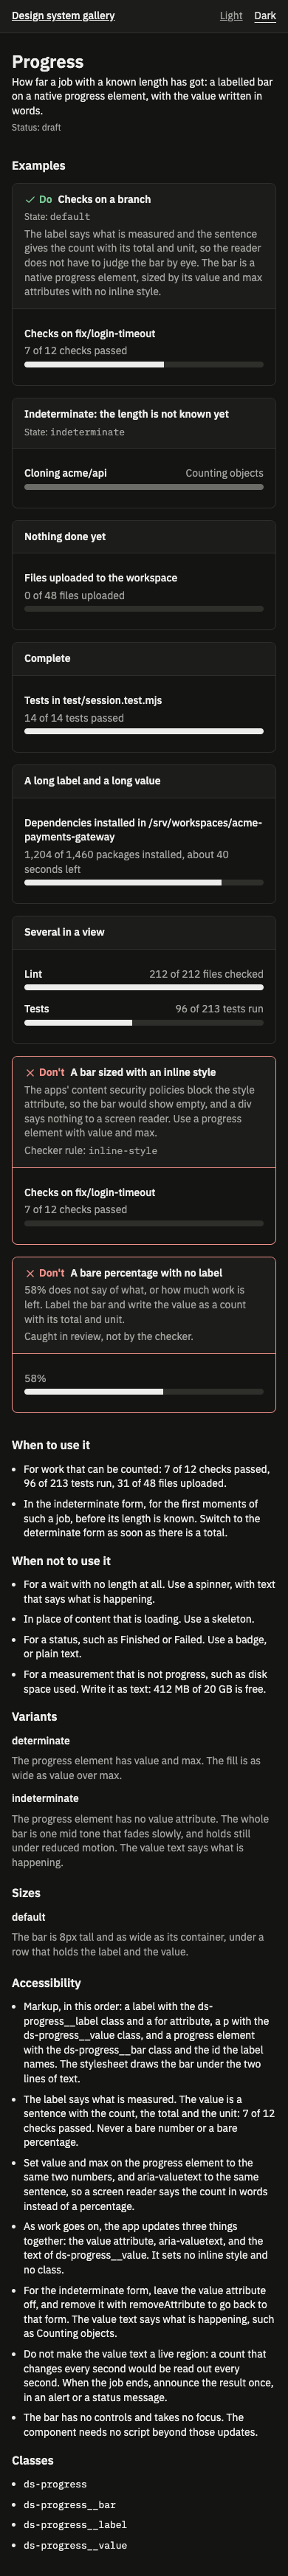 Design system gallery Light Dark
Progress
How far a job with a known length has got: a labelled bar
on a native progress element, with the value written in
words.
Status: draft
Examples
Do Checks on a branch
State: default
The label says what is measured and the sentence
gives the count with its total and unit, so the reader
does not have to judge the bar by eye. The bar is a
native progress element, sized by its value and max
attributes with no inline style.
Checks on fix/login-timeout
7 of 12 checks passed
Indeterminate: the length is not known yet
State: indeterminate
Cloning acme/api Counting objects
Nothing done yet
Files uploaded to the workspace
0 of 48 files uploaded
Complete
Tests in test/session.test.mjs
14 of 14 tests passed
A long label and a long value
Dependencies installed in /srv/workspaces/acme-
payments-gateway
1,204 of 1,460 packages installed, about 40
seconds left
Several in a view
Lint 212 of 212 files checked
Tests 96 of 213 tests run
Don't A bar sized with an inline style
The apps' content security policies block the style
attribute, so the bar would show empty, and a div
says nothing to a screen reader. Use a progress
element with value and max.
Checker rule: inline-style
Checks on fix/login-timeout
7 of 12 checks passed
Don't A bare percentage with no label
58% does not say of what, or how much work is
left. Label the bar and write the value as a count
with its total and unit.
Caught in review, not by the checker.
58%
When to use it
• For work that can be counted: 7 of 12 checks passed,
96 of 213 tests run, 31 of 48 files uploaded.
• In the indeterminate form, for the first moments of
such a job, before its length is known. Switch to the
determinate form as soon as there is a total.
When not to use it
• For a wait with no length at all. Use a spinner, with text
that says what is happening.
• In place of content that is loading. Use a skeleton.
• For a status, such as Finished or Failed. Use a badge,
or plain text.
• For a measurement that is not progress, such as disk
space used. Write it as text: 412 MB of 20 GB is free.
Variants
determinate
The progress element has value and max. The fill is as
wide as value over max.
indeterminate
The progress element has no value attribute. The whole
bar is one mid tone that fades slowly, and holds still
under reduced motion. The value text says what is
happening.
Sizes
default
The bar is 8px tall and as wide as its container, under a
row that holds the label and the value.
Accessibility
• Markup, in this order: a label with the ds-
progress__label class and a for attribute, a p with the
ds-progress__value class, and a progress element
with the ds-progress__bar class and the id the label
names. The stylesheet draws the bar under the two
lines of text.
• The label says what is measured. The value is a
sentence with the count, the total and the unit: 7 of 12
checks passed. Never a bare number or a bare
percentage.
• Set value and max on the progress element to the
same two numbers, and aria-valuetext to the same
sentence, so a screen reader says the count in words
instead of a percentage.
• As work goes on, the app updates three things
together: the value attribute, aria-valuetext, and the
text of ds-progress__value. It sets no inline style and
no class.
• For the indeterminate form, leave the value attribute
off, and remove it with removeAttribute to go back to
that form. The value text says what is happening, such
as Counting objects.
• Do not make the value text a live region: a count that
changes every second would be read out every
second. When the job ends, announce the result once,
in an alert or a status message.
• The bar has no controls and takes no focus. The
component needs no script beyond those updates.
Classes
• ds-progress
• ds-progress__bar
• ds-progress__label
• ds-progress__value